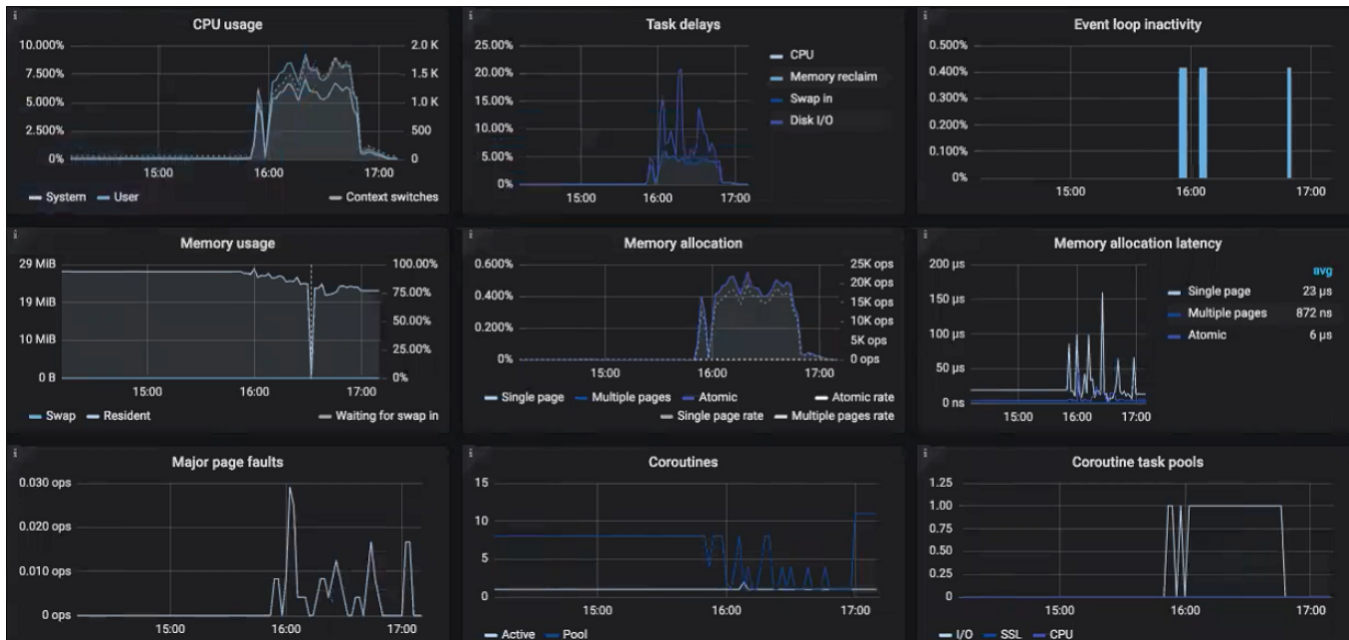 CPU usage
10.000%
7.500%
5.000%
2.500%
0%
2.0 K
1.5 K
1.0 K
500
0
15:00 16:00 17:00
System User Context switches
Task delays
25.00%
20.00%
15.00%
10.00%
5.00%
0%
15:00 16:00 17:00
CPU
Memory reclaim
Swap in
Disk I/O
Event loop inactivity
0.500%
0.400%
0.300%
0.200%
0.100%
0%
15:00 16:00 17:00
Memory usage
29 MiB
19 MiB
10 MiB
0 B
100.00%
75.00%
50.00%
25.00%
0%
15:00 16:00 17:00
Swap Resident Waiting for swap in
Memory allocation
0.600%
0.400%
0.200%
0%
25K ops
20K ops
15K ops
10K ops
5K ops
0 ops
15:00 16:00 17:00
Single page Multiple pages Atomic Atomic rate
Single page rate Multiple pages rate
Memory allocation latency
200 µs
150 µs
100 µs
50 µs
0 ns
15:00 16:00 17:00
avg
Single page 23 µs
Multiple pages 872 ns
Atomic 6 µs
Major page faults
0.030 ops
0.020 ops
0.010 ops
0 ops
15:00 16:00 17:00
Coroutines
15
10
5
0
15:00 16:00 17:00
Active Pool
Coroutine task pools
1.25
1.00
0.75
0.50
0.25
0
15:00 16:00 17:00
I/O SSL CPU